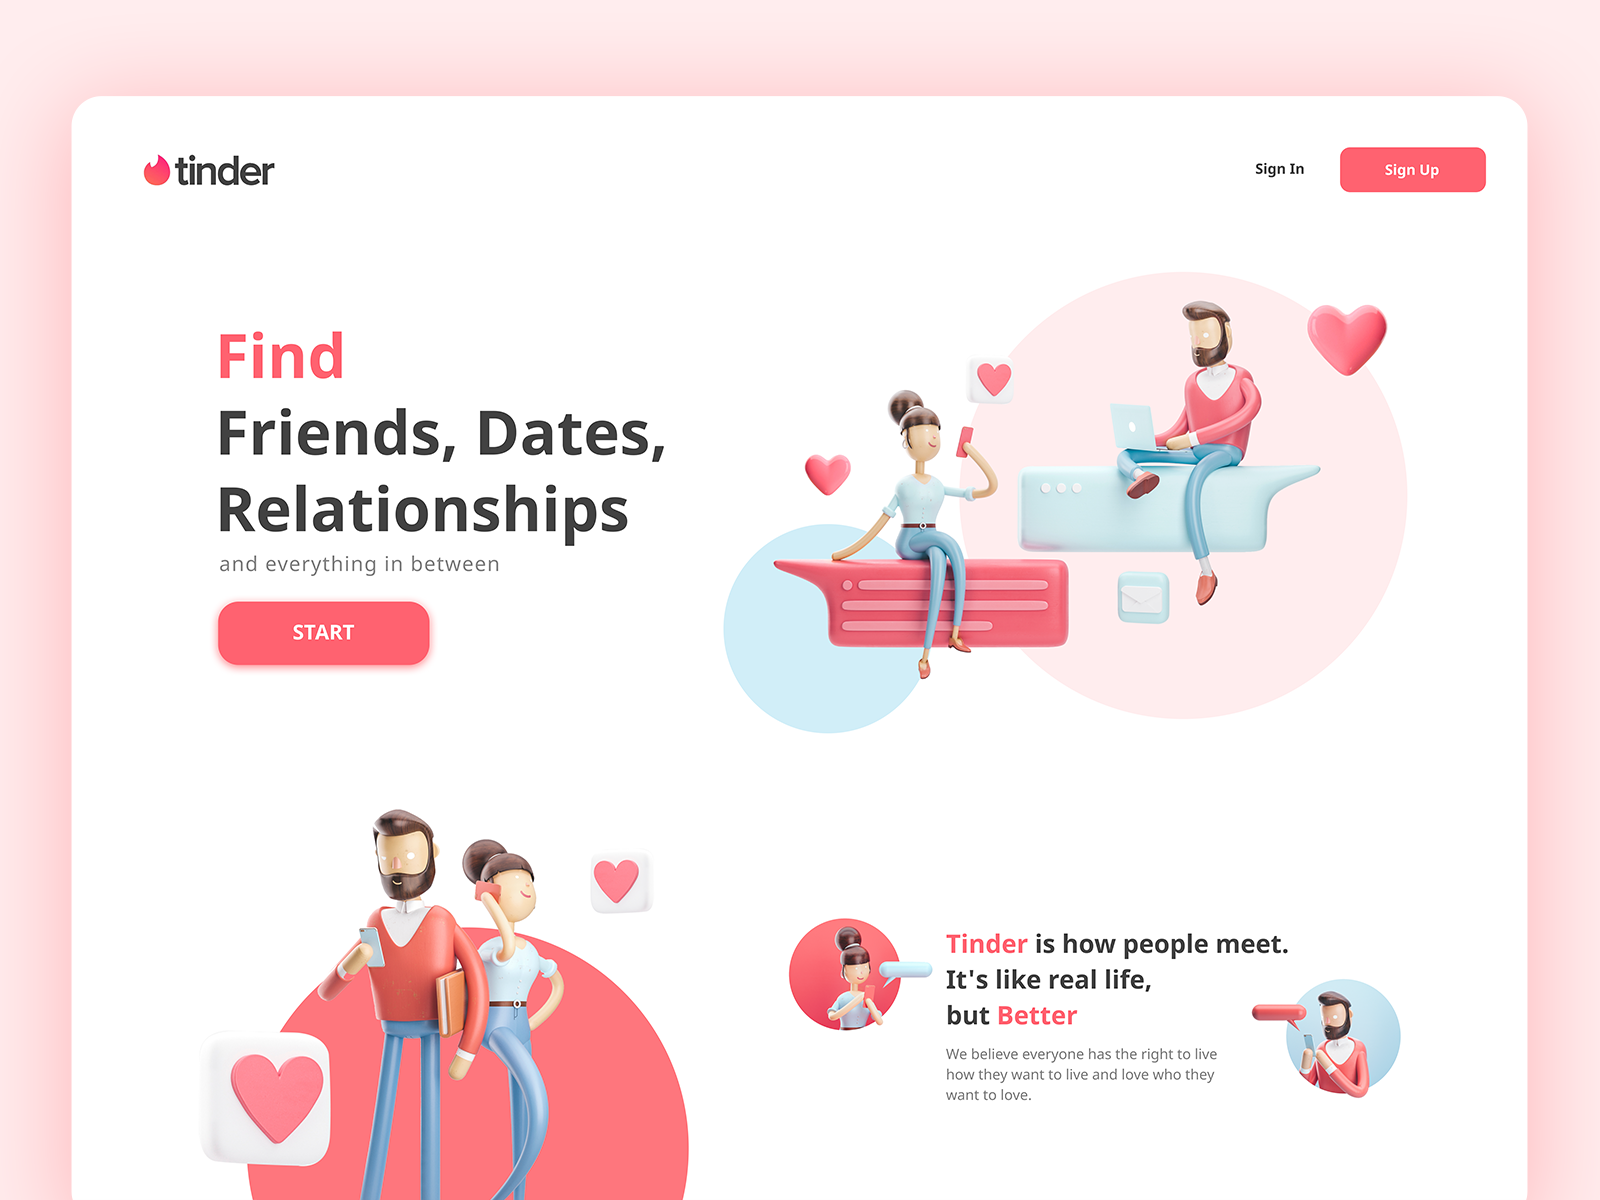 tinder
Sign In
Sign Up
Find
Friends, Dates,
Relationships
and everything in between
START
Tinder is how people meet.
It's like real life,
but Better
We believe everyone has the right to live
how they want to live and love who they
want to love.